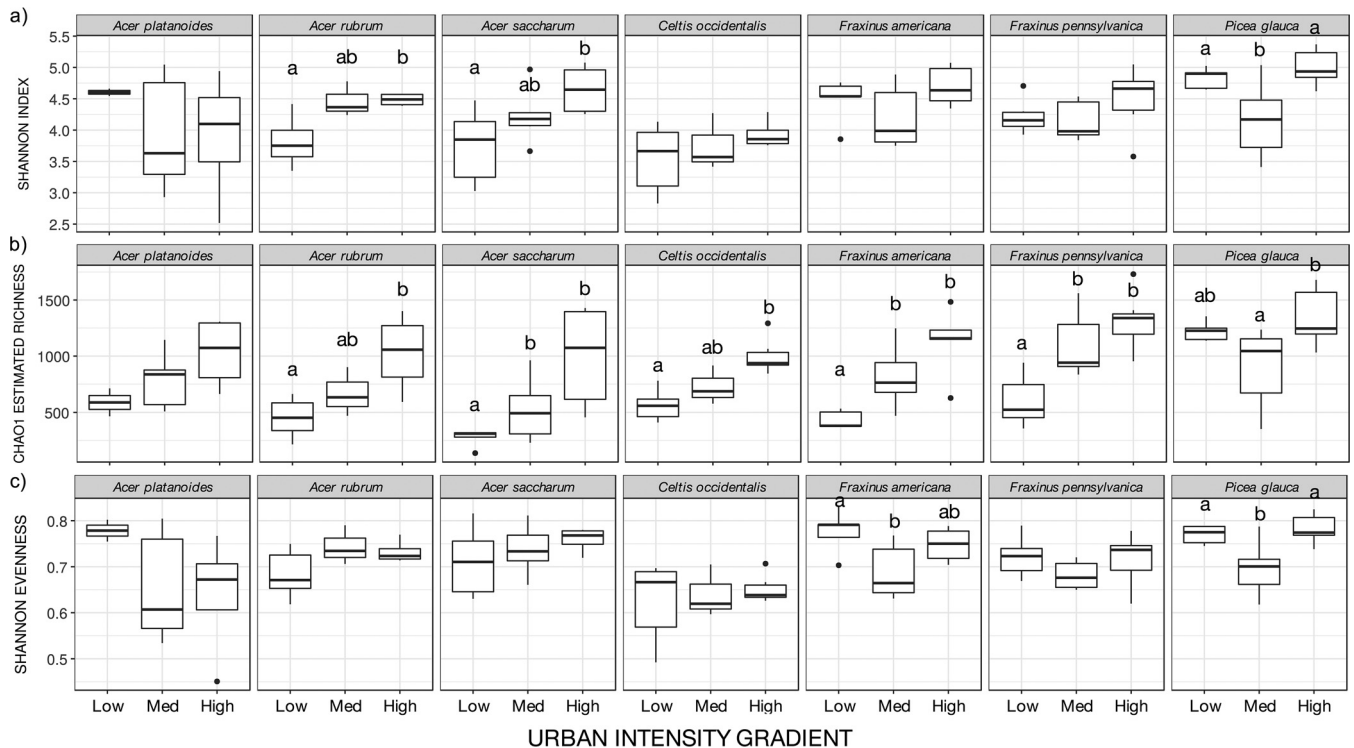 a)
Acer platanoides Acer rubrum Acer saccharum Celtis occidentalis Fraxinus americana Fraxinus pennsylvanica Picea glauca
SHANNON INDEX
5.5
5.0
4.5
4.0
3.5
3.0
2.5
a ab b
a ab b
a b a
b)
Acer platanoides Acer rubrum Acer saccharum Celtis occidentalis Fraxinus americana Fraxinus pennsylvanica Picea glauca
CHAO1 ESTIMATED RICHNESS
1500
1000
500
a ab b
a b b
a ab b
a b b
a b b
ab a b
c)
Acer platanoides Acer rubrum Acer saccharum Celtis occidentalis Fraxinus americana Fraxinus pennsylvanica Picea glauca
SHANNON EVENNESS
0.8
0.7
0.6
0.5
a b ab
a b a
Low Med High Low Med High Low Med High Low Med High Low Med High Low Med High Low Med High
URBAN INTENSITY GRADIENT